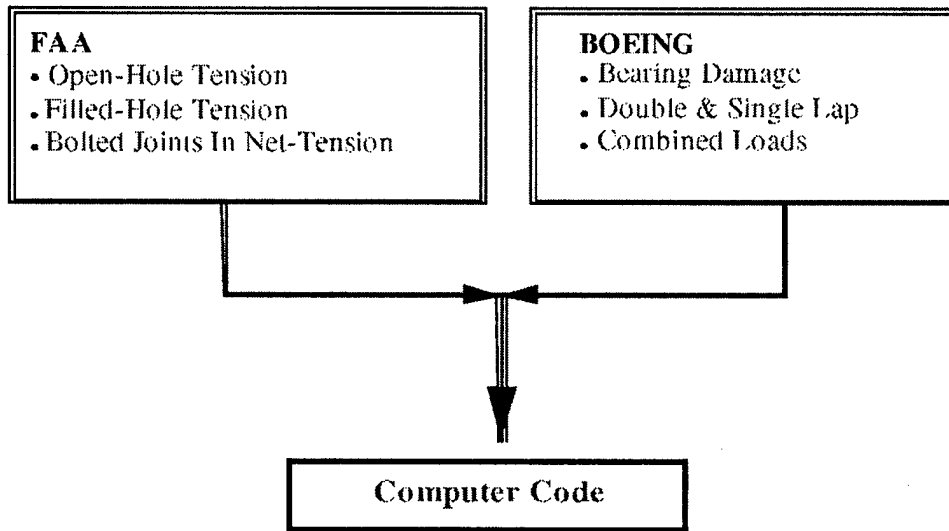 FAA
• Open-Hole Tension
• Filled-Hole Tension
• Bolted Joints In Net-Tension
BOEING
• Bearing Damage
• Double & Single Lap
• Combined Loads
Computer Code